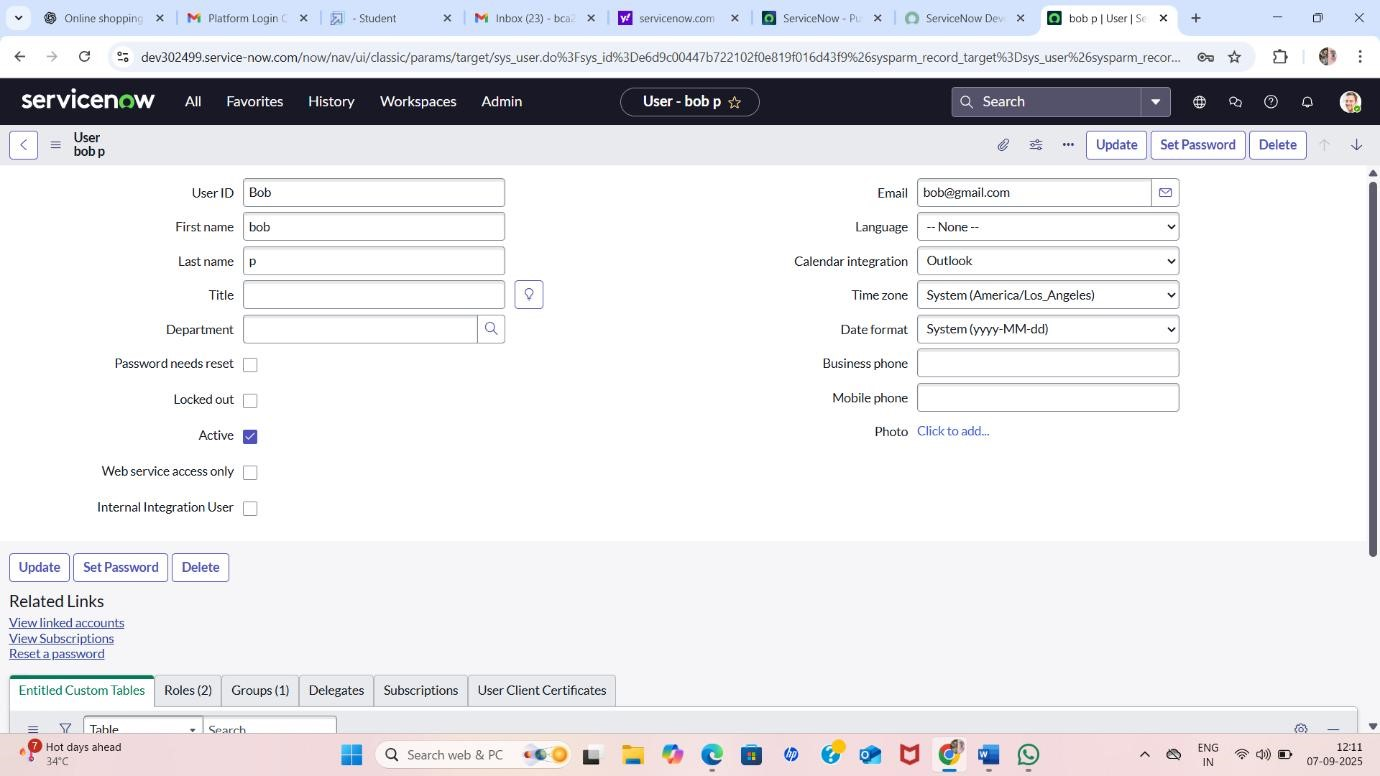 Online shopping
Platform Login C
- Student
Inbox (23) - bca2
servicenow.com
ServiceNow - Pu
ServiceNow Dev
bob p | User | Se
dev302499.service-now.com/now/nav/ui/classic/params/target/sys_user.do%3Fsys_id%3De6d9c00447b722102f0e819f016d43f9%26sysparm_record_target%3Dsys_user%26sysparm_recor...
servicenow All Favorites History Workspaces Admin User - bob p Search
User
bob p
Update Set Password Delete
User ID Bob
First name bob
Last name p
Title
Department
Password needs reset
Locked out
Active
Web service access only
Internal Integration User
Email bob@gmail.com
Language -- None --
Calendar integration Outlook
Time zone System (America/Los_Angeles)
Date format System (yyyy-MM-dd)
Business phone
Mobile phone
Photo Click to add...
Update Set Password Delete
Related Links
View linked accounts
View Subscriptions
Reset a password
Entitled Custom Tables Roles (2) Groups (1) Delegates Subscriptions User Client Certificates
Table Search
7
Hot days ahead
34°C
Search web & PC
ENG
IN
12:11
07-09-2025